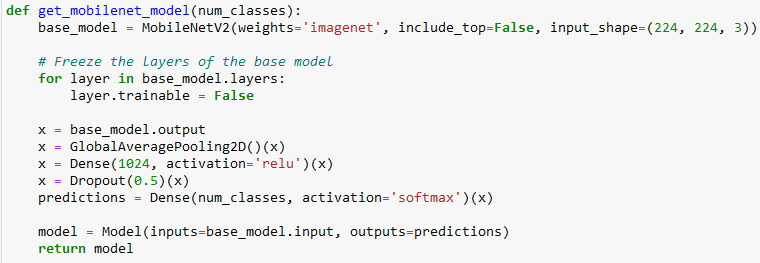 def get_mobilenet_model(num_classes):
    base_model = MobileNetV2(weights='imagenet', include_top=False, input_shape=(224, 224, 3))
    # Freeze the layers of the base model
    for layer in base_model.layers:
        layer.trainable = False
    x = base_model.output
    x = GlobalAveragePooling2D()(x)
    x = Dense(1024, activation='relu')(x)
    x = Dropout(0.5)(x)
    predictions = Dense(num_classes, activation='softmax')(x)
    model = Model(inputs=base_model.input, outputs=predictions)
    return model